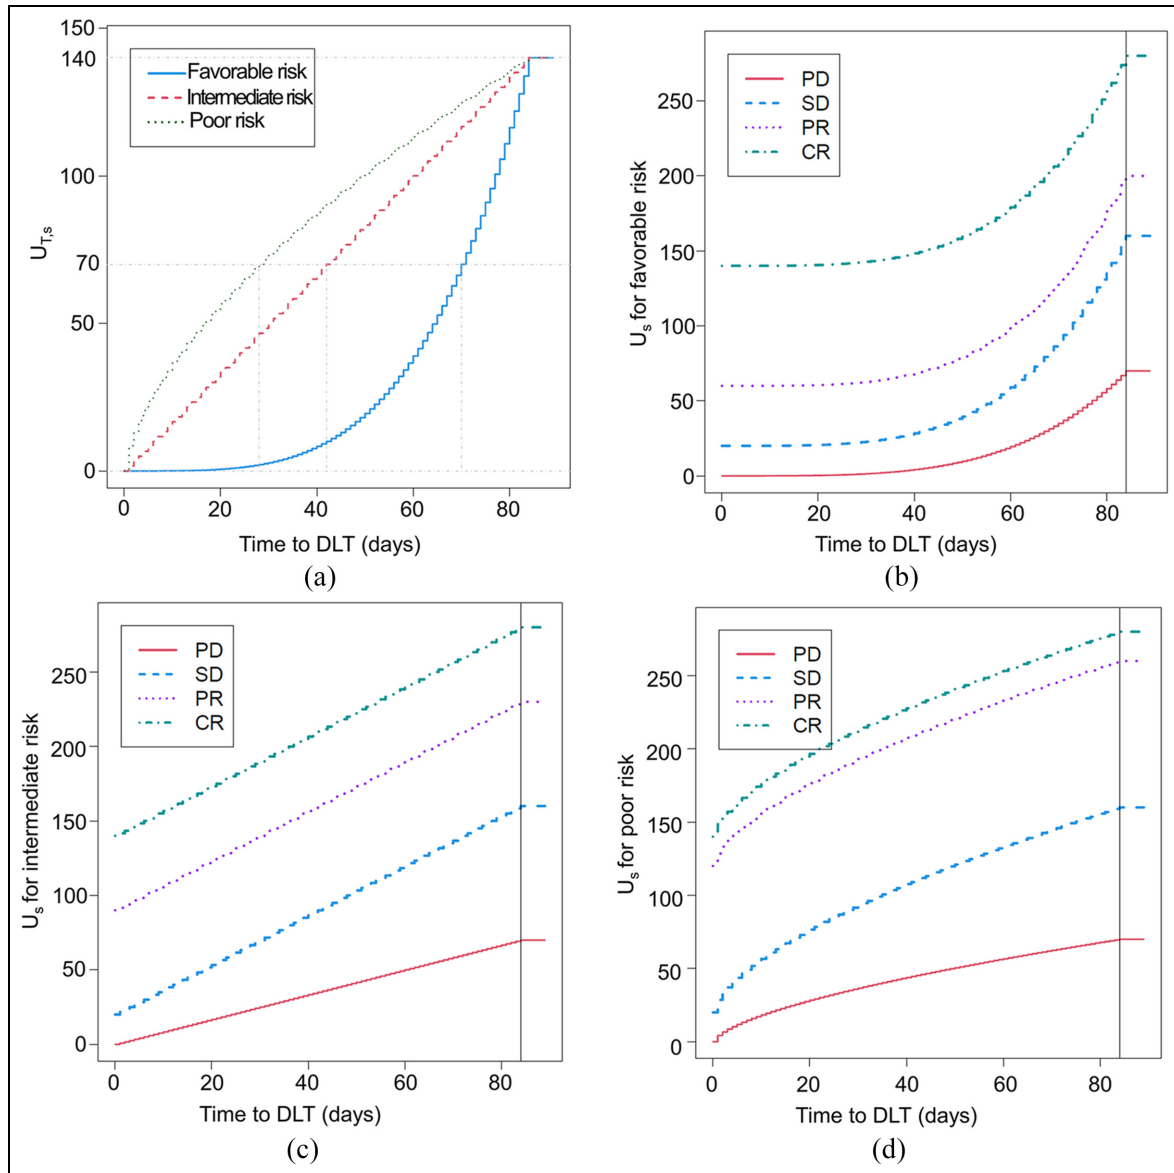 150
140
100
70
50
0
U_T,s
Favorable risk
Intermediate risk
Poor risk
0 20 40 60 80
Time to DLT (days)
(a)
250
200
150
100
50
0
U_s for favorable risk
PD
SD
PR
CR
0 20 40 60 80
Time to DLT (days)
(b)
250
200
150
100
50
0
U_s for intermediate risk
PD
SD
PR
CR
0 20 40 60 80
Time to DLT (days)
(c)
250
200
150
100
50
0
U_s for poor risk
PD
SD
PR
CR
0 20 40 60 80
Time to DLT (days)
(d)